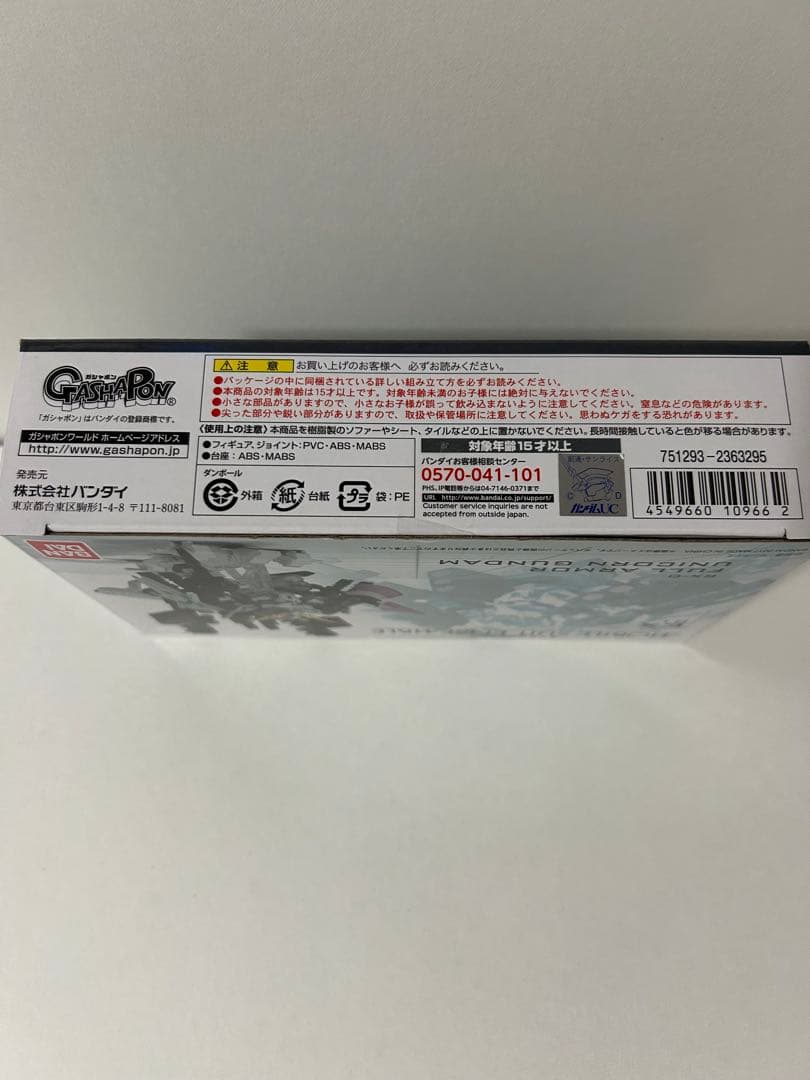 ガシャポン
GASHAPON®
「ガシャポン」はバンダイの登録商標です。
ガシャポンワールド ホームページアドレス
http://www.gashapon.jp
発売元
株式会社バンダイ
東京都台東区駒形1-4-8 〒111-8081
注意 お買い上げのお客様へ 必ずお読みください。
●パッケージの中に同梱されている詳しい組み立て方を必ずお読みください。
●本商品の対象年齢は15才以上です。対象年齢未満のお子様には絶対に与えないでください。
●小さな部品がありますので、小さなお子様が誤って飲み込まないように注意してください。窒息などの危険があります。
●尖った部分や鋭い部分がありますので、取扱や保管場所に注意してください。思わぬケガをする恐れがあります。
〈使用上の注意〉本商品を樹脂製のソファーやシート、タイルなどの上に置かないでください。長時間接触していると色が移る場合があります。
●フィギュア、ジョイント:PVC・ABS・MABS
●台座:ABS・MABS
ダンボール
外箱
紙
台紙
プラ
袋:PE
対象年齢15才以上
バンダイお客様相談センター
0570-041-101
PHS、IP電話等からは04-7146-0371まで
URL http://www.bandai.co.jp/support/
Customer service inquiries are not
accepted from outside japan.
創通・サンライズ
C D
ガンダムUC
751293-2363295
4549660 109662
BAN
DAI
EX-0
FULL ARMOR
UNICORN GUNDAM